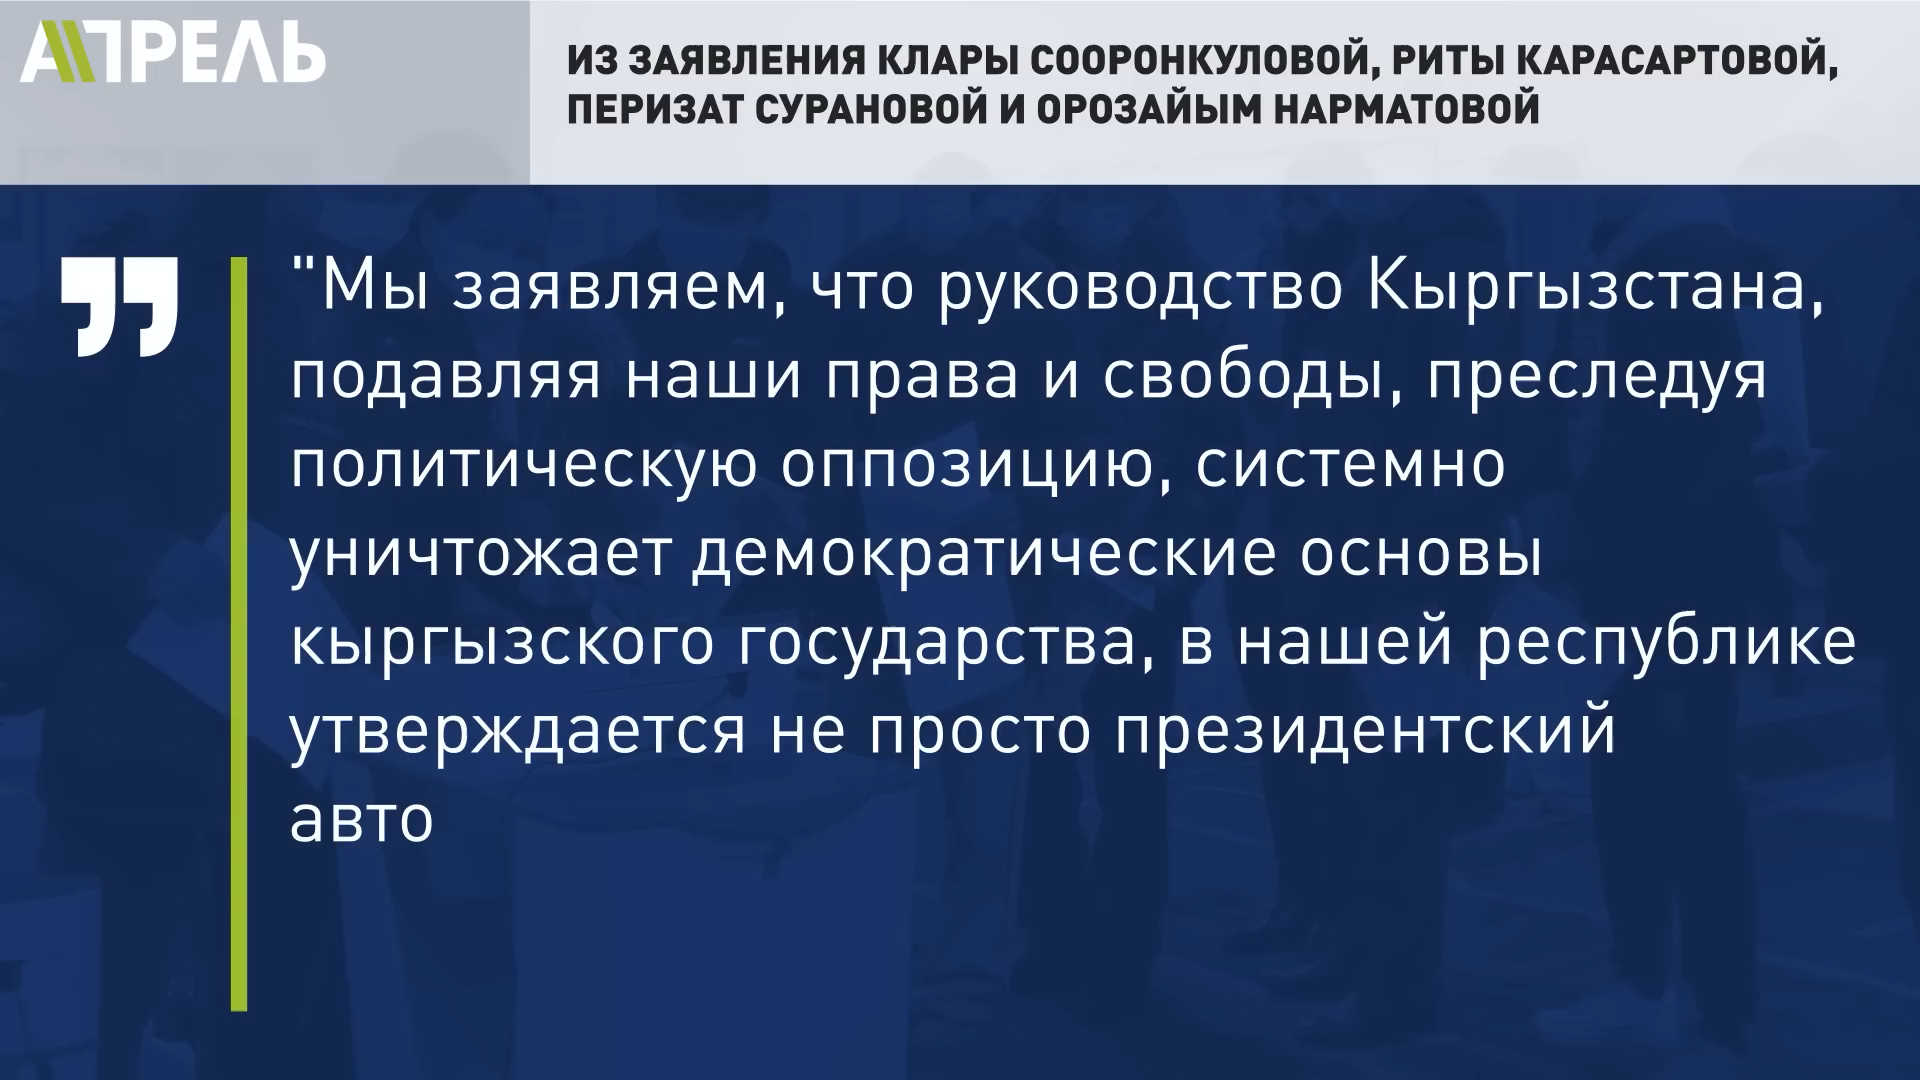 АПРЕЛЬ
ИЗ ЗАЯВЛЕНИЯ КЛАРЫ СООРОНКУЛОВОЙ, РИТЫ КАРАСАРТОВОЙ,
ПЕРИЗАТ СУРАНОВОЙ И ОРОЗАЙЫМ НАРМАТОВОЙ
"Мы заявляем, что руководство Кыргызстана,
подавляя наши права и свободы, преследуя
политическую оппозицию, системно
уничтожает демократические основы
кыргызского государства, в нашей республике
утверждается не просто президентский
авто